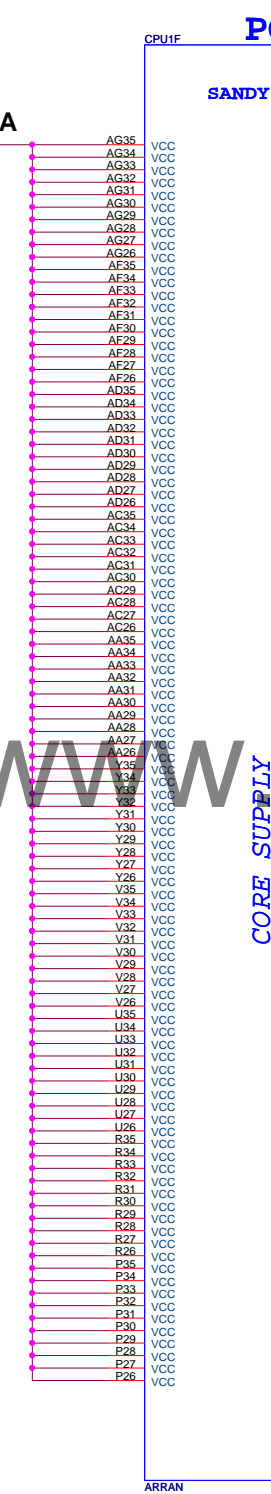 PO
CPU1F
SANDY
A
AG35 VCC
AG34 VCC
AG33 VCC
AG32 VCC
AG31 VCC
AG30 VCC
AG29 VCC
AG28 VCC
AG27 VCC
AG26 VCC
AF35 VCC
AF34 VCC
AF33 VCC
AF32 VCC
AF31 VCC
AF30 VCC
AF29 VCC
AF28 VCC
AF27 VCC
AF26 VCC
AD35 VCC
AD34 VCC
AD33 VCC
AD32 VCC
AD31 VCC
AD30 VCC
AD29 VCC
AD28 VCC
AD27 VCC
AD26 VCC
AC35 VCC
AC34 VCC
AC33 VCC
AC32 VCC
AC31 VCC
AC30 VCC
AC29 VCC
AC28 VCC
AC27 VCC
AC26 VCC
AA35 VCC
AA34 VCC
AA33 VCC
AA32 VCC
AA31 VCC
AA30 VCC
AA29 VCC
AA28 VCC
AA27 VCC
AA26 VCC
Y35 VCC
Y34 VCC
Y33 VCC
Y32 VCC
Y31 VCC
Y30 VCC
Y29 VCC
Y28 VCC
Y27 VCC
Y26 VCC
V35 VCC
V34 VCC
V33 VCC
V32 VCC
V31 VCC
V30 VCC
V29 VCC
V28 VCC
V27 VCC
V26 VCC
U35 VCC
U34 VCC
U33 VCC
U32 VCC
U31 VCC
U30 VCC
U29 VCC
U28 VCC
U27 VCC
U26 VCC
R35 VCC
R34 VCC
R33 VCC
R32 VCC
R31 VCC
R30 VCC
R29 VCC
R28 VCC
R27 VCC
R26 VCC
P35 VCC
P34 VCC
P33 VCC
P32 VCC
P31 VCC
P30 VCC
P29 VCC
P28 VCC
P27 VCC
P26 VCC
www.
CORE SUPPLY
ARRAN